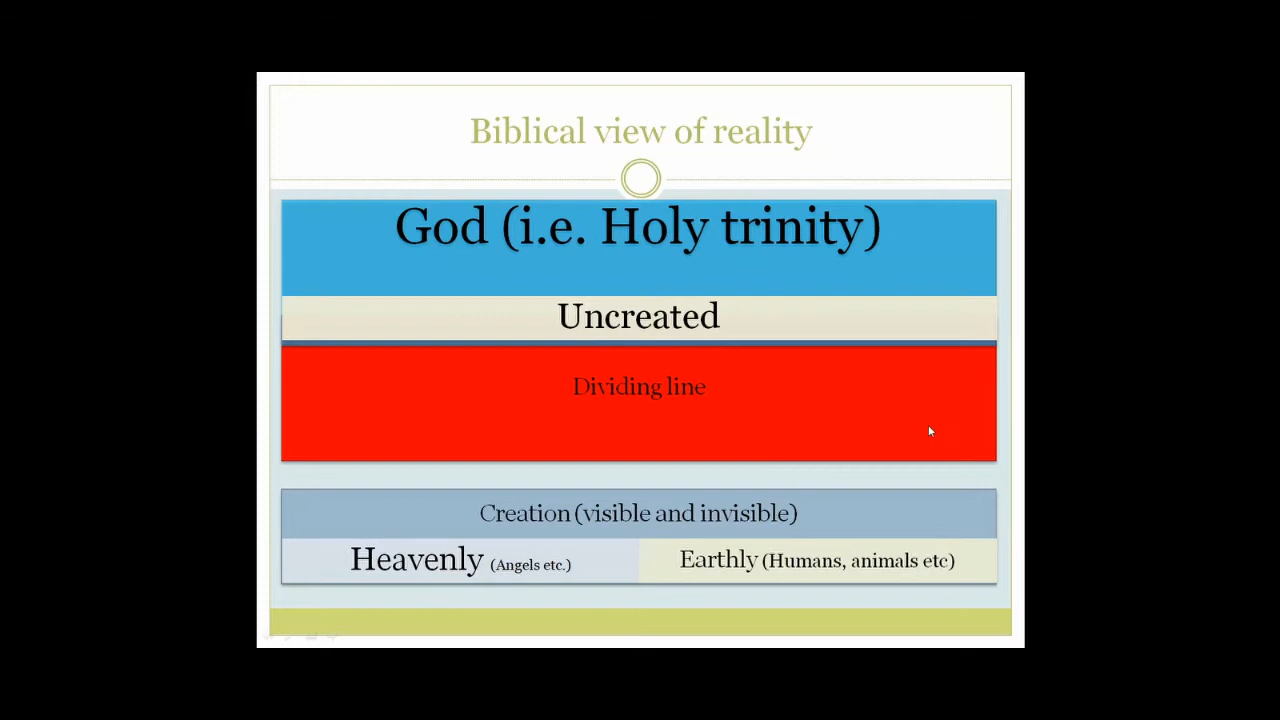 Biblical view of reality
God (i.e. Holy trinity)
Uncreated
Dividing line
Creation (visible and invisible)
Heavenly (Angels etc.)
Earthly (Humans, animals etc)